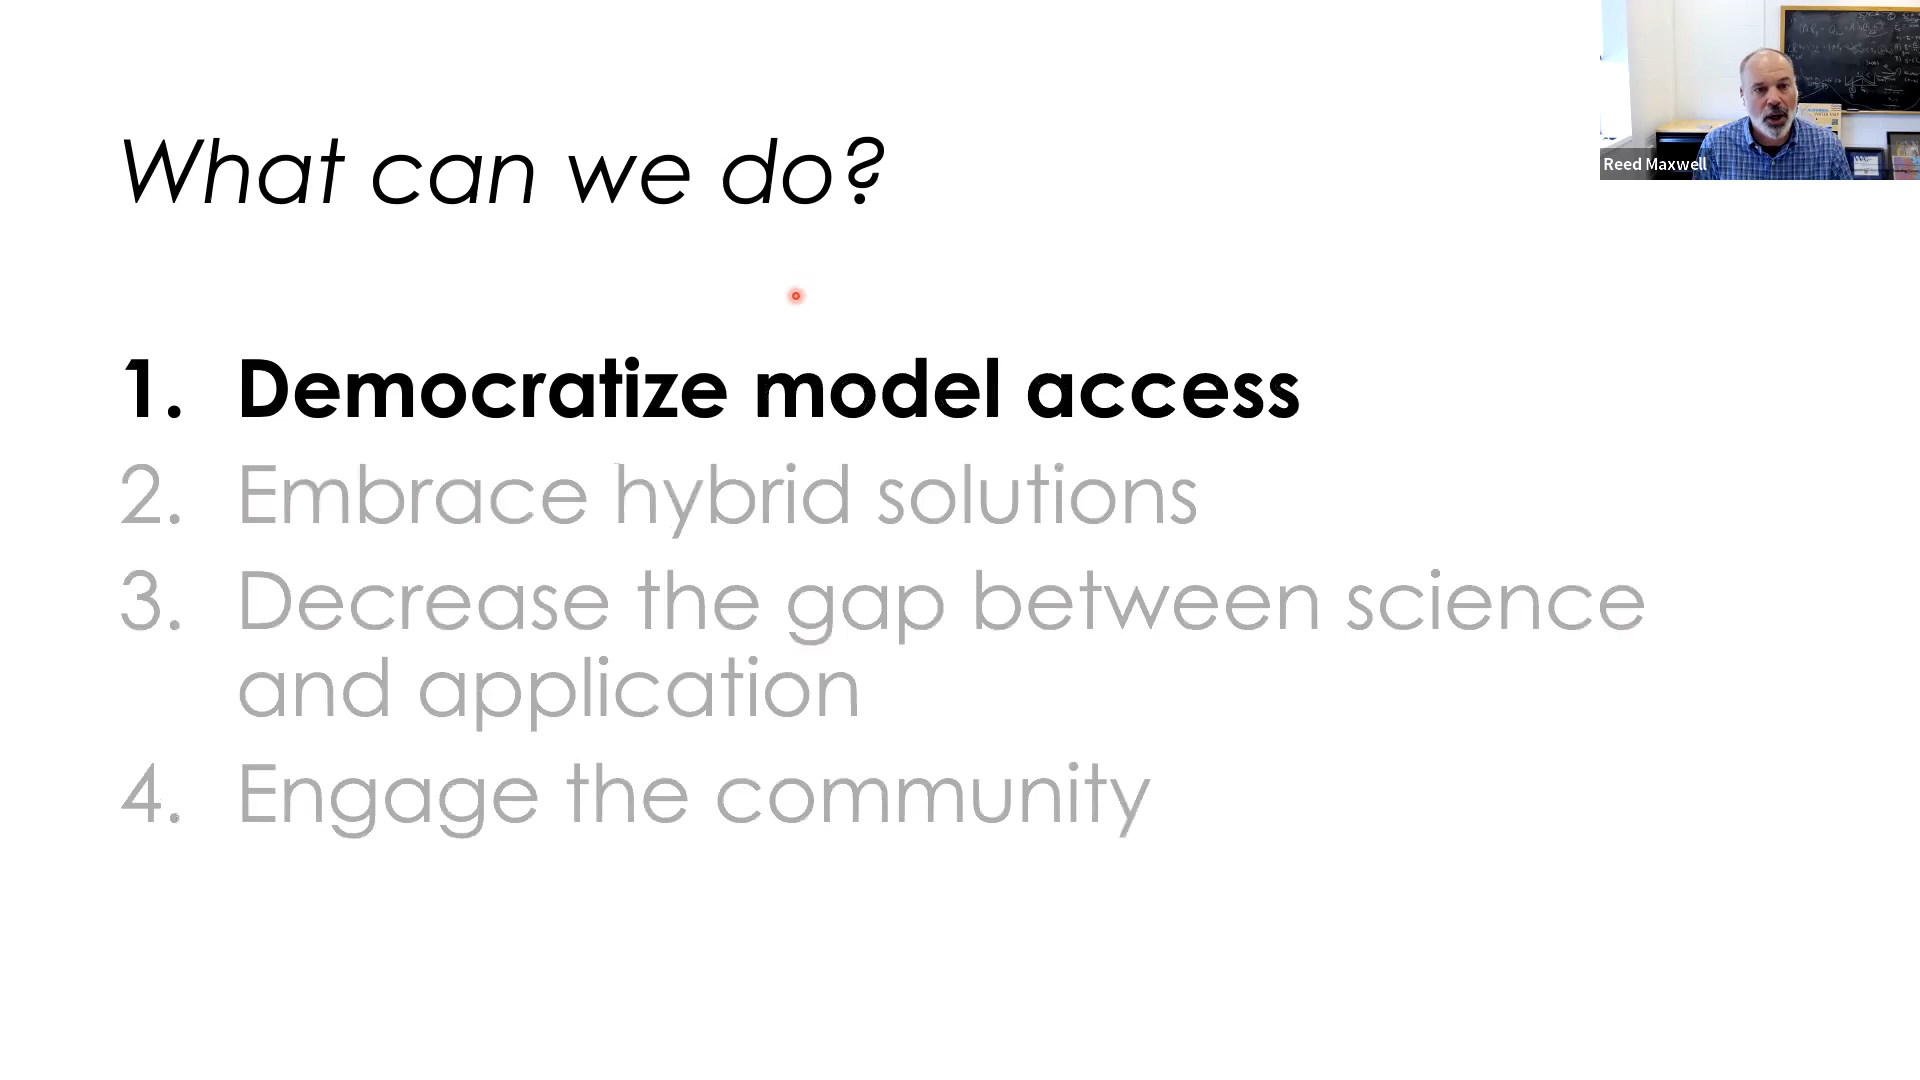 What can we do?
1. Democratize model access
2. Embrace hybrid solutions
3. Decrease the gap between science
and application
4. Engage the community
Reed Maxwell